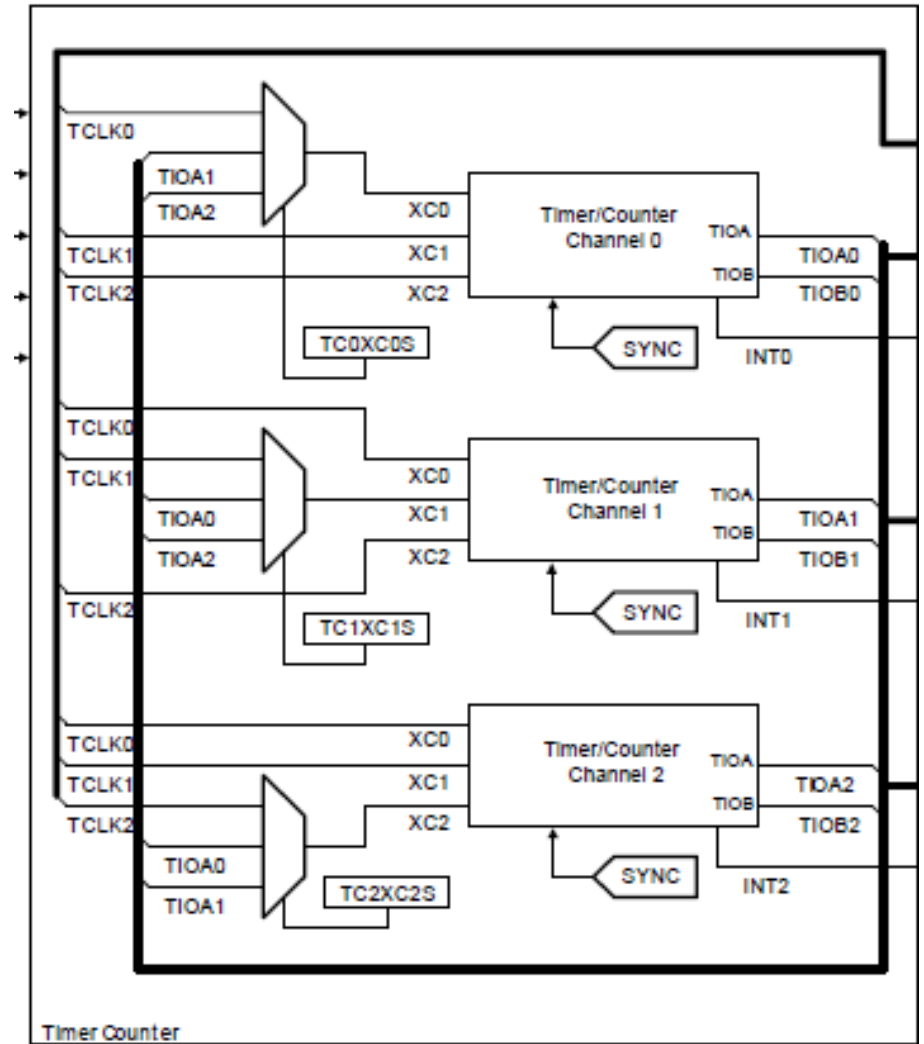 TCLK0
TIOA1
TIOA2
XC0
TCLK1
XC1
TCLK2
XC2
Timer/Counter
Channel 0
TIOA
TIOB
TIOA0
TIOB0
TC0XC0S
SYNC
INT0
TCLK0
XC0
TCLK1
XC1
TIOA0
TIOA2
XC2
Timer/Counter
Channel 1
TIOA
TIOB
TIOA1
TIOB1
TCLK2
TC1XC1S
SYNC
INT1
TCLK0
XC0
TCLK1
XC1
TCLK2
XC2
Timer/Counter
Channel 2
TIOA
TIOB
TIOA2
TIOB2
TIOA0
TIOA1
TC2XC2S
SYNC
INT2
Timer Counter